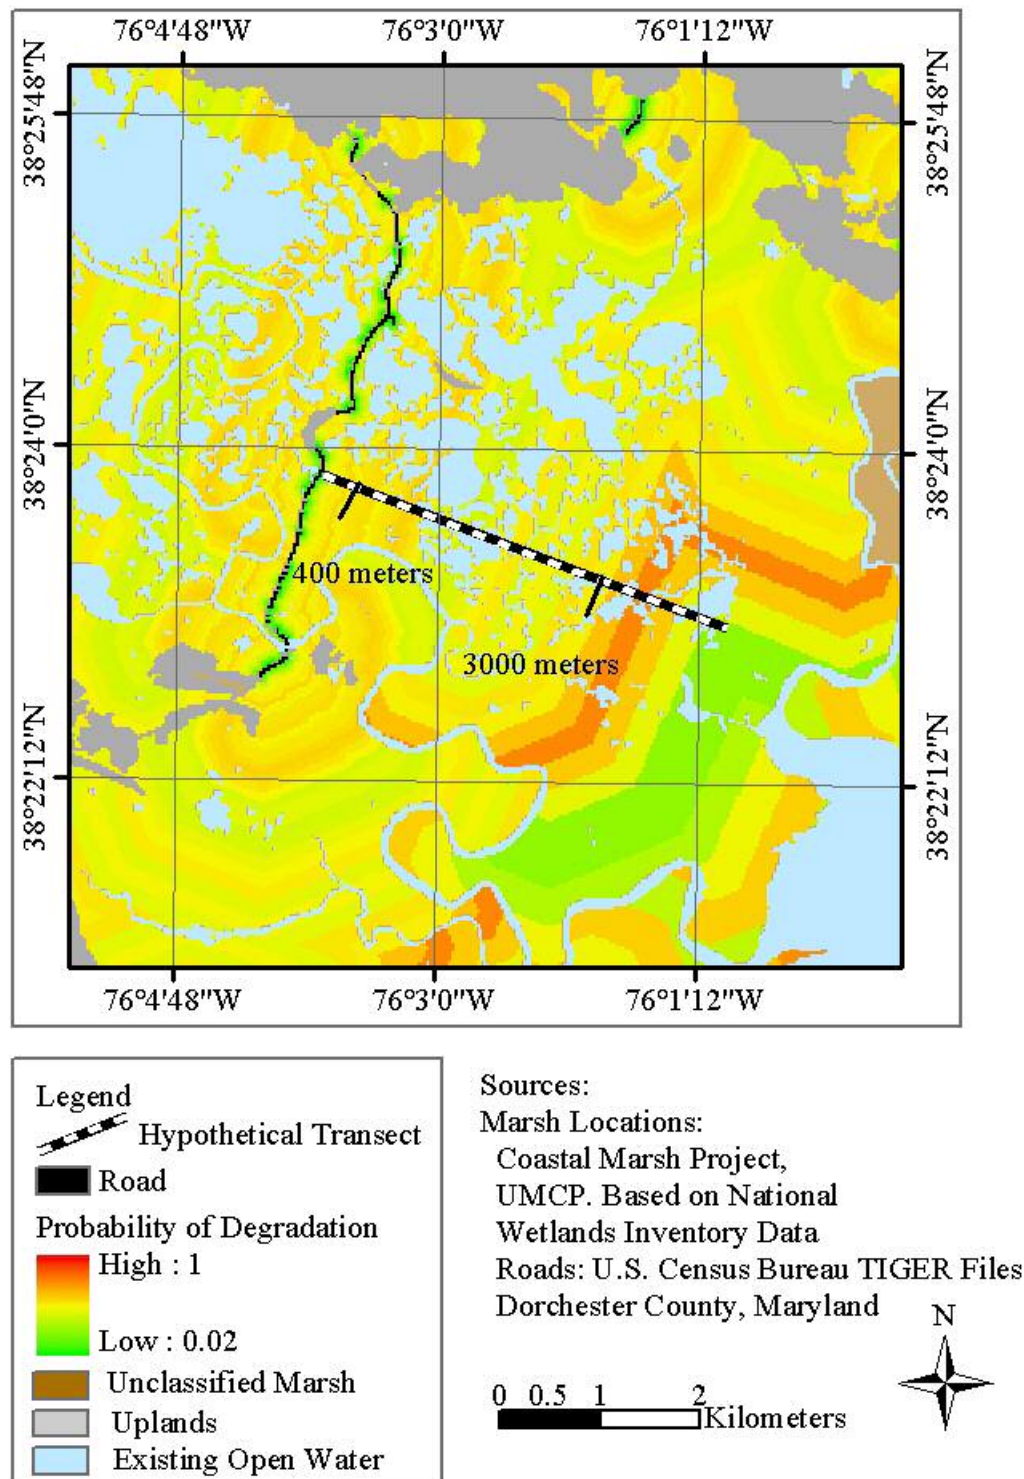 76°4'48"W 76°3'0"W 76°1'12"W
38°25'48"N
38°25'48"N
38°24'0"N
38°24'0"N
400 meters
3000 meters
38°22'12"N
38°22'12"N
76°4'48"W 76°3'0"W 76°1'12"W
Legend
Hypothetical Transect
Road
Probability of Degradation
High : 1
Low : 0.02
Unclassified Marsh
Uplands
Existing Open Water
Sources:
Marsh Locations:
Coastal Marsh Project,
UMCP. Based on National
Wetlands Inventory Data
Roads: U.S. Census Bureau TIGER Files
Dorchester County, Maryland
N
0 0.5 1 2
Kilometers